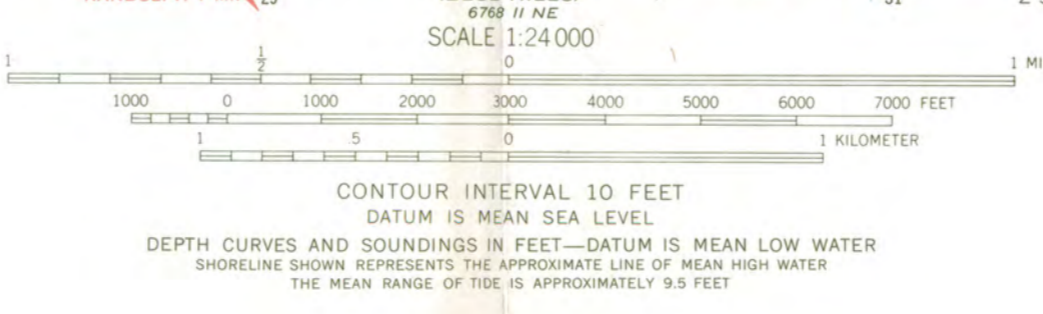 6768 II NE
SCALE 1:24 000
1 ½ 0 1 MI
1000 0 1000 2000 3000 4000 5000 6000 7000 FEET
1 .5 0 1 KILOMETER
CONTOUR INTERVAL 10 FEET
DATUM IS MEAN SEA LEVEL
DEPTH CURVES AND SOUNDINGS IN FEET—DATUM IS MEAN LOW WATER
SHORELINE SHOWN REPRESENTS THE APPROXIMATE LINE OF MEAN HIGH WATER
THE MEAN RANGE OF TIDE IS APPROXIMATELY 9.5 FEET